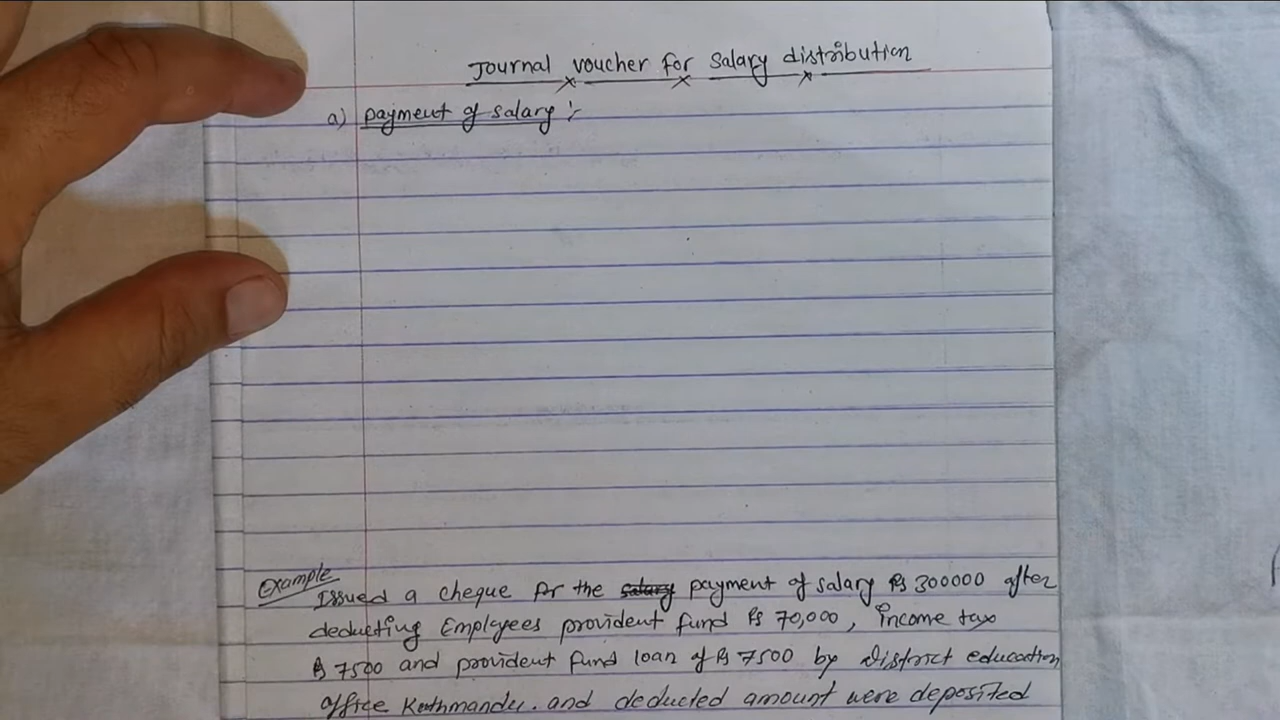 Journal voucher for salary distribution
a) payment of salary :-
Example
Issued a cheque for the salary payment of salary Rs 300000 after
deducting Employees provident fund Rs 70,000, income tax
Rs 7500 and provident fund loan of Rs 7500 by district education
office Kathmandu. and deducted amount were deposited